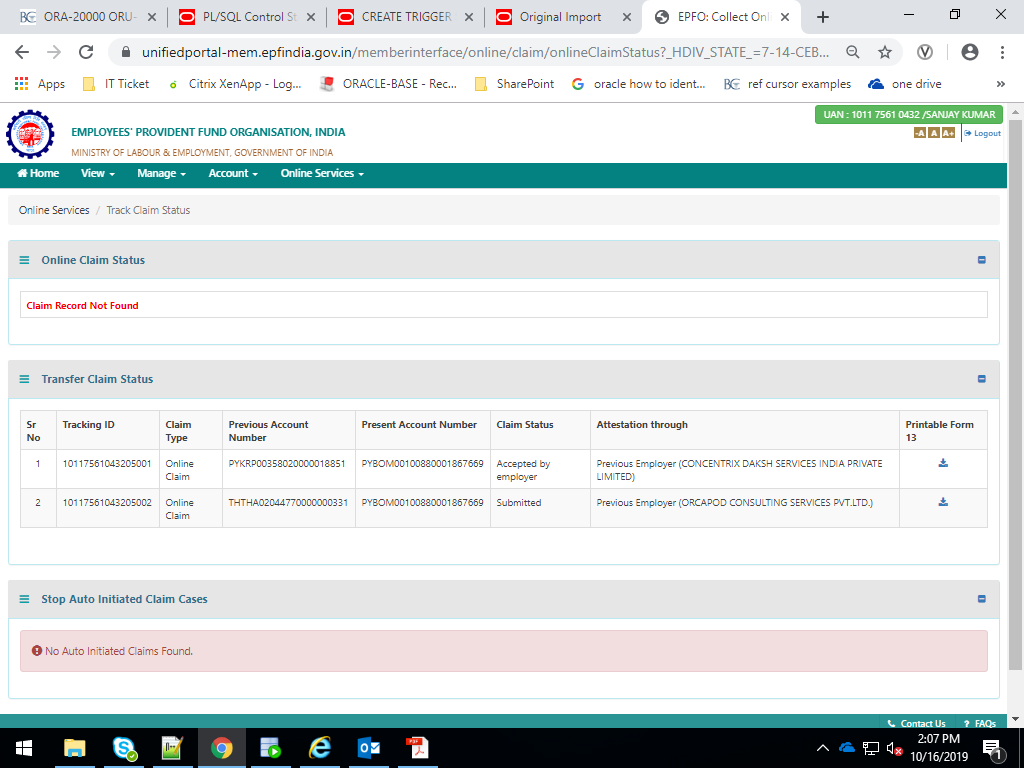 ORA-20000 ORU-
PL/SQL Control St
CREATE TRIGGER
Original Import
EPFO: Collect Onl
unifiedportal-mem.epfindia.gov.in/memberinterface/online/claim/onlineClaimStatus?_HDIV_STATE_=7-14-CEB...
Apps
IT Ticket
Citrix XenApp - Log...
ORACLE-BASE - Rec...
SharePoint
oracle how to ident...
ref cursor examples
one drive
»
UAN : 1011 7561 0432 /SANJAY KUMAR
EMPLOYEES' PROVIDENT FUND ORGANISATION, INDIA
-A A A+ Logout
MINISTRY OF LABOUR & EMPLOYMENT, GOVERNMENT OF INDIA
Home View Manage Account Online Services
Online Services / Track Claim Status
Online Claim Status
Claim Record Not Found
Transfer Claim Status
Sr No Tracking ID Claim Type Previous Account Number Present Account Number Claim Status Attestation through Printable Form 13
1 10117561043205001 Online Claim PYKRP00358020000018851 PYBOM00100880001867669 Accepted by employer Previous Employer (CONCENTRIX DAKSH SERVICES INDIA PRIVATE LIMITED)
2 10117561043205002 Online Claim THTHA02044770000000331 PYBOM00100880001867669 Submitted Previous Employer (ORCAPOD CONSULTING SERVICES PVT.LTD.)
Stop Auto Initiated Claim Cases
No Auto Initiated Claims Found.
Contact Us ? FAQs
2:07 PM
10/16/2019
1